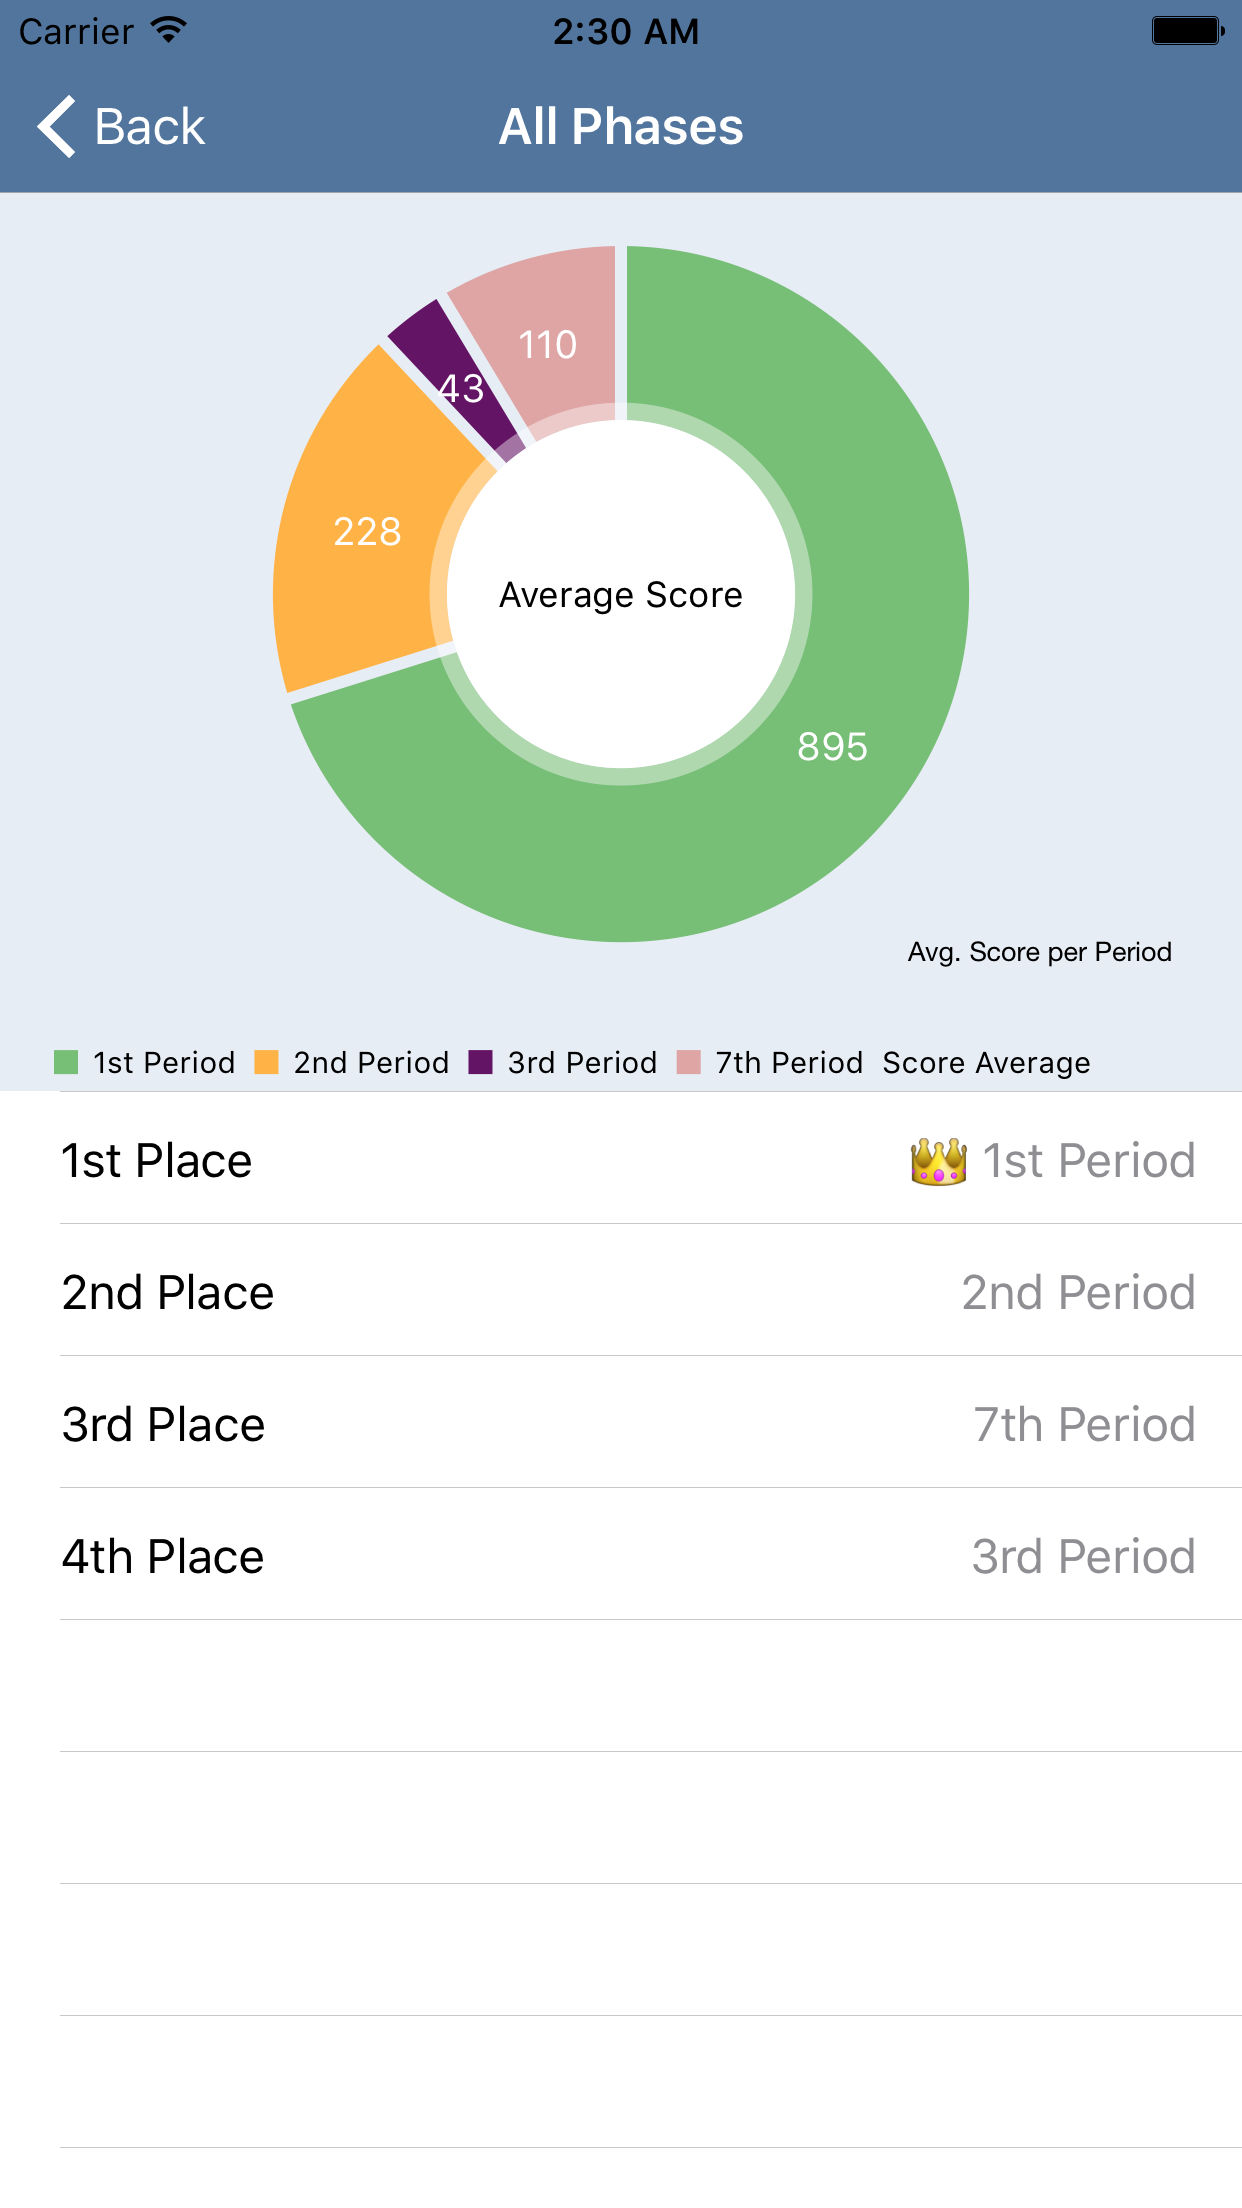 Carrier 2:30 AM
Back All Phases
110
43
228
Average Score
895
Avg. Score per Period
1st Period 2nd Period 3rd Period 7th Period Score Average
1st Place 👑 1st Period
2nd Place 2nd Period
3rd Place 7th Period
4th Place 3rd Period